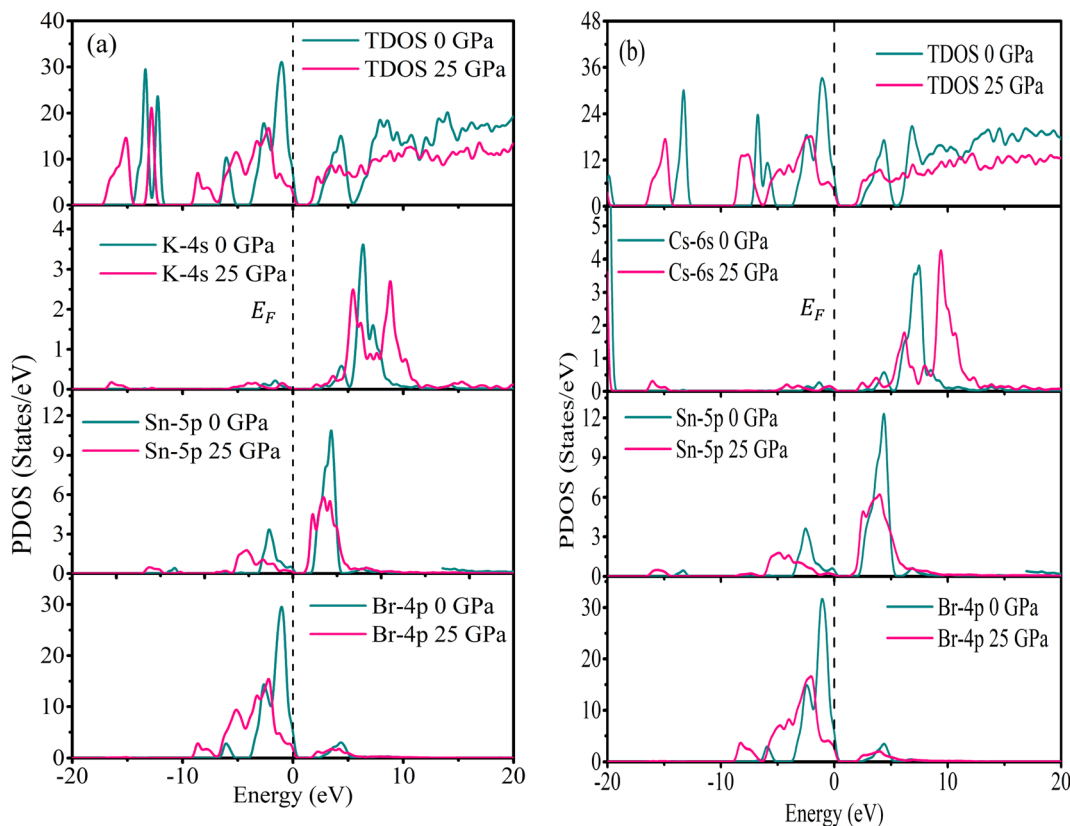 (a)
TDOS 0 GPa
TDOS 25 GPa
40
30
20
10
0
K-4s 0 GPa
K-4s 25 GPa
E_F
4
3
2
1
0
Sn-5p 0 GPa
Sn-5p 25 GPa
12
9
6
3
0
Br-4p 0 GPa
Br-4p 25 GPa
30
20
10
0
-20 -10 0 10 20
Energy (eV)
PDOS (States/eV)
(b)
TDOS 0 GPa
TDOS 25 GPa
48
36
24
12
0
Cs-6s 0 GPa
Cs-6s 25 GPa
E_F
5
4
3
2
1
0
Sn-5p 0 GPa
Sn-5p 25 GPa
12
9
6
3
0
Br-4p 0 GPa
Br-4p 25 GPa
30
20
10
0
-20 -10 0 10 20
Energy (eV)
PDOS (States/eV)